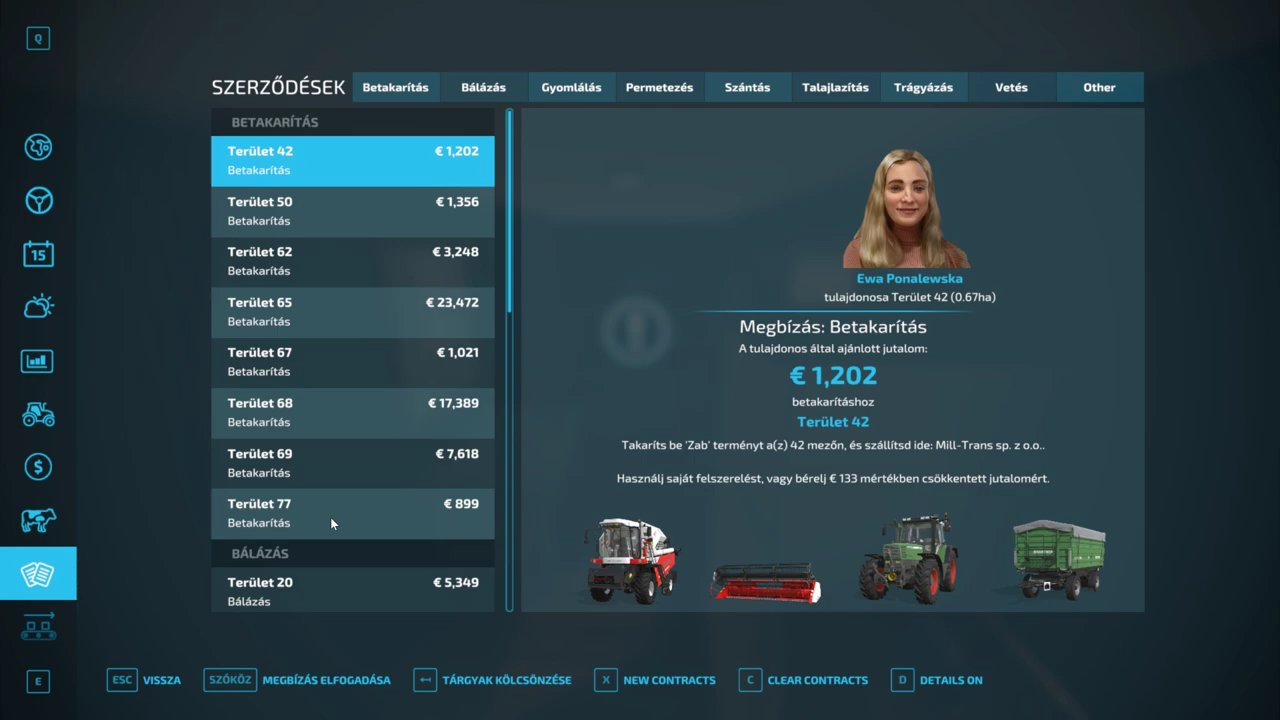 Q
SZERZŐDÉSEK
Betakarítás
Bálázás
Gyomlálás
Permetezés
Szántás
Talajlazítás
Trágyázás
Vetés
Other
BETAKARÍTÁS
Terület 42 € 1,202
Betakarítás
Terület 50 € 1,356
Betakarítás
Terület 62 € 3,248
Betakarítás
Terület 65 € 23,472
Betakarítás
Terület 67 € 1,021
Betakarítás
Terület 68 € 17,389
Betakarítás
Terület 69 € 7,618
Betakarítás
Terület 77 € 899
Betakarítás
BÁLÁZÁS
Terület 20 € 5,349
Bálázás
Ewa Ponalewska
tulajdonosa Terület 42 (0.67ha)
Megbízás: Betakarítás
A tulajdonos által ajánlott jutalom:
€ 1,202
betakarításhoz
Terület 42
Takaríts be 'Zab' terményt a(z) 42 mezőn, és szállítsd ide: Mill-Trans sp. z o.o..
Használj saját felszerelést, vagy bérelj € 133 mértékben csökkentett jutalomért.
15
$
E
ESC VISSZA
SZÓKÖZ MEGBÍZÁS ELFOGADÁSA
TÁRGYAK KÖLCSÖNZÉSE
X NEW CONTRACTS
C CLEAR CONTRACTS
D DETAILS ON